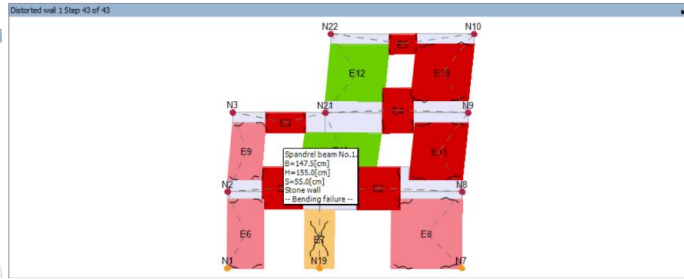 Distorted wall 1 Step 43 of 43
N22
N10
E12
N3
N21
N9
E9
Spandrel beam No.1.
B=147.5[cm]
H=155.0[cm]
S=55.0[cm]
Stone wall
-- Bending failure --
N2
N8
E6
E7
E8
N1
N19
N7